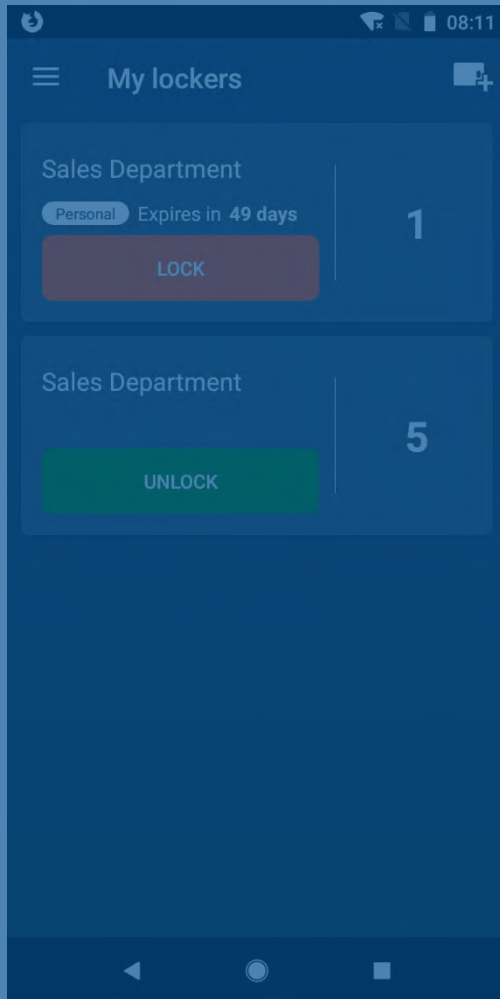 08:11
My lockers
Sales Department
Personal Expires in 49 days
1
LOCK
Sales Department
5
UNLOCK